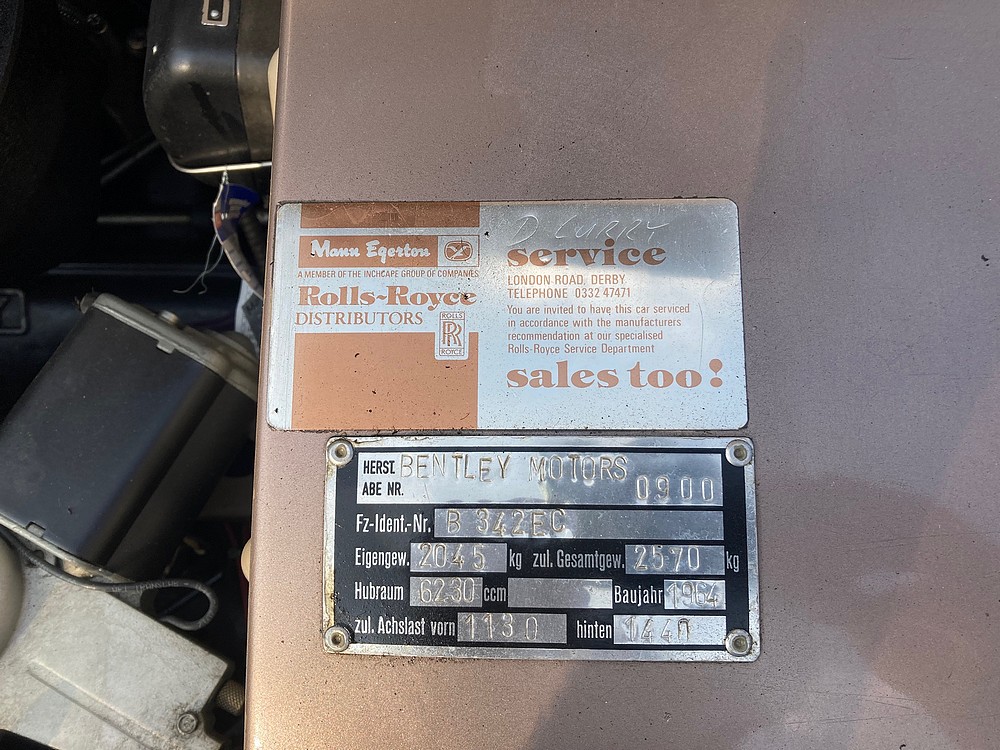 D CURRY
Mann Egerton
A MEMBER OF THE INCHCAPE GROUP OF COMPANIES
Rolls-Royce
DISTRIBUTORS
ROLLS
RR
ROYCE
service
LONDON ROAD, DERBY
TELEPHONE 0332 47471
You are invited to have this car serviced
in accordance with the manufacturers
recommendation at our specialised
Rolls-Royce Service Department
sales too!
HERST. BENTLEY MOTORS
ABE NR. 0900
Fz-Ident.-Nr. B 342EC
Eigengew. 2045 kg zul. Gesamtgew. 2570 kg
Hubraum 6230 ccm Baujahr 1964
zul. Achslast vorn 1130 hinten 1440